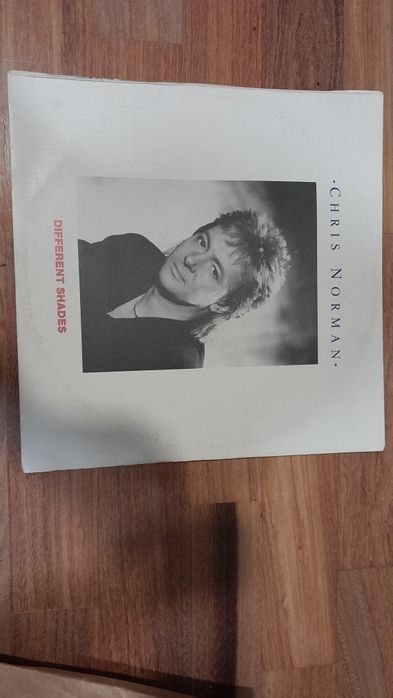 • CHRIS NORMAN •
DIFFERENT SHADES